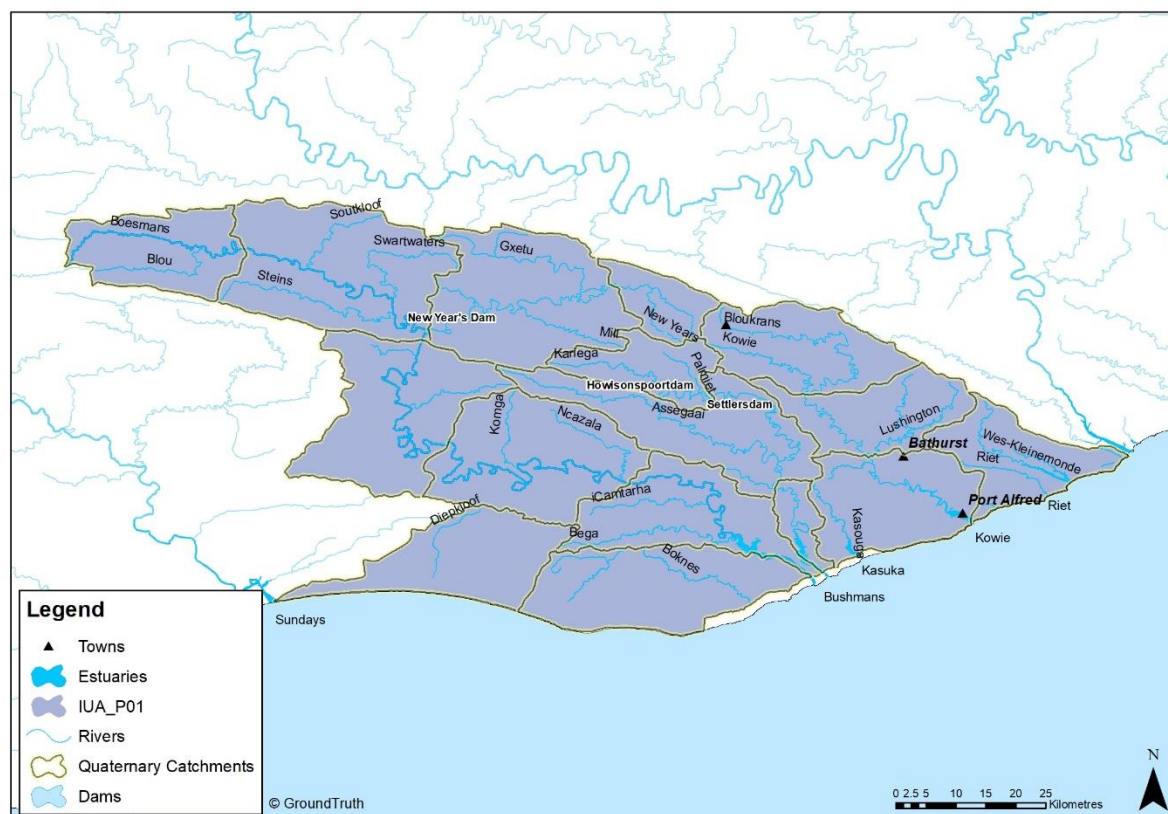 Boesmans
Soutkloof
Swartwaters
Gxetu
Blou
Steins
New Year's Dam
New Years
Bloukrans
Kowie
Mill
Kariega
Palmiet
Howisonspoortdam
Settlersdam
Assegaai
Lushington
Bathurst
Wes-Kleinemonde
Riet
Komga
Ncazala
iCamtarha
Diepkloof
Bega
Boknes
Port Alfred
Riet
Kowie
Kasouga
Kasuka
Bushmans
Sundays
Legend
Towns
Estuaries
IUA_P01
Rivers
Quaternary Catchments
Dams
© GroundTruth
N
0 2.5 5 10 15 20 25
Kilometres